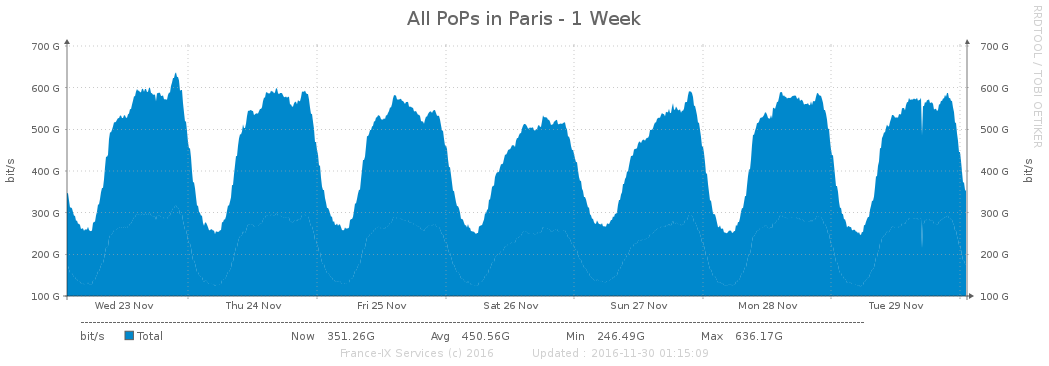 All PoPs in Paris - 1 Week
RRDTOOL / TOBI OETIKER
700 G 700 G
600 G 600 G
500 G 500 G
400 G 400 G
300 G 300 G
200 G 200 G
100 G 100 G
bit/s
bit/s
Wed 23 Nov Thu 24 Nov Fri 25 Nov Sat 26 Nov Sun 27 Nov Mon 28 Nov Tue 29 Nov
bit/s Total Now 351.26G Avg 450.56G Min 246.49G Max 636.17G
France-IX Services (c) 2016 Updated : 2016-11-30 01:15:09